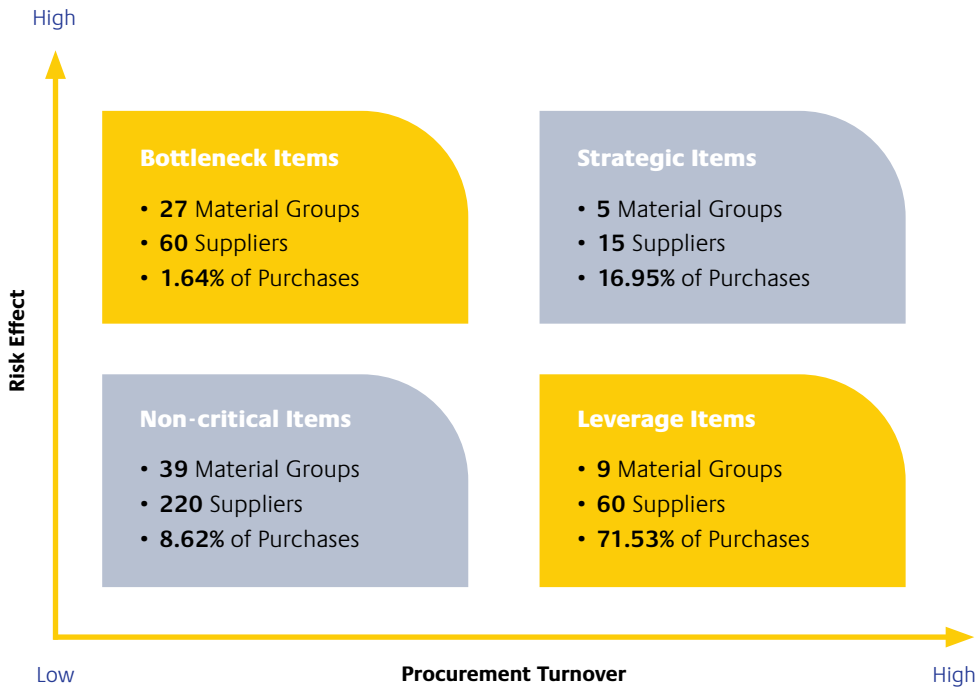 High
Risk Effect
Bottleneck Items
• 27 Material Groups
• 60 Suppliers
• 1.64% of Purchases
Strategic Items
• 5 Material Groups
• 15 Suppliers
• 16.95% of Purchases
Non-critical Items
• 39 Material Groups
• 220 Suppliers
• 8.62% of Purchases
Leverage Items
• 9 Material Groups
• 60 Suppliers
• 71.53% of Purchases
Low
Procurement Turnover
High